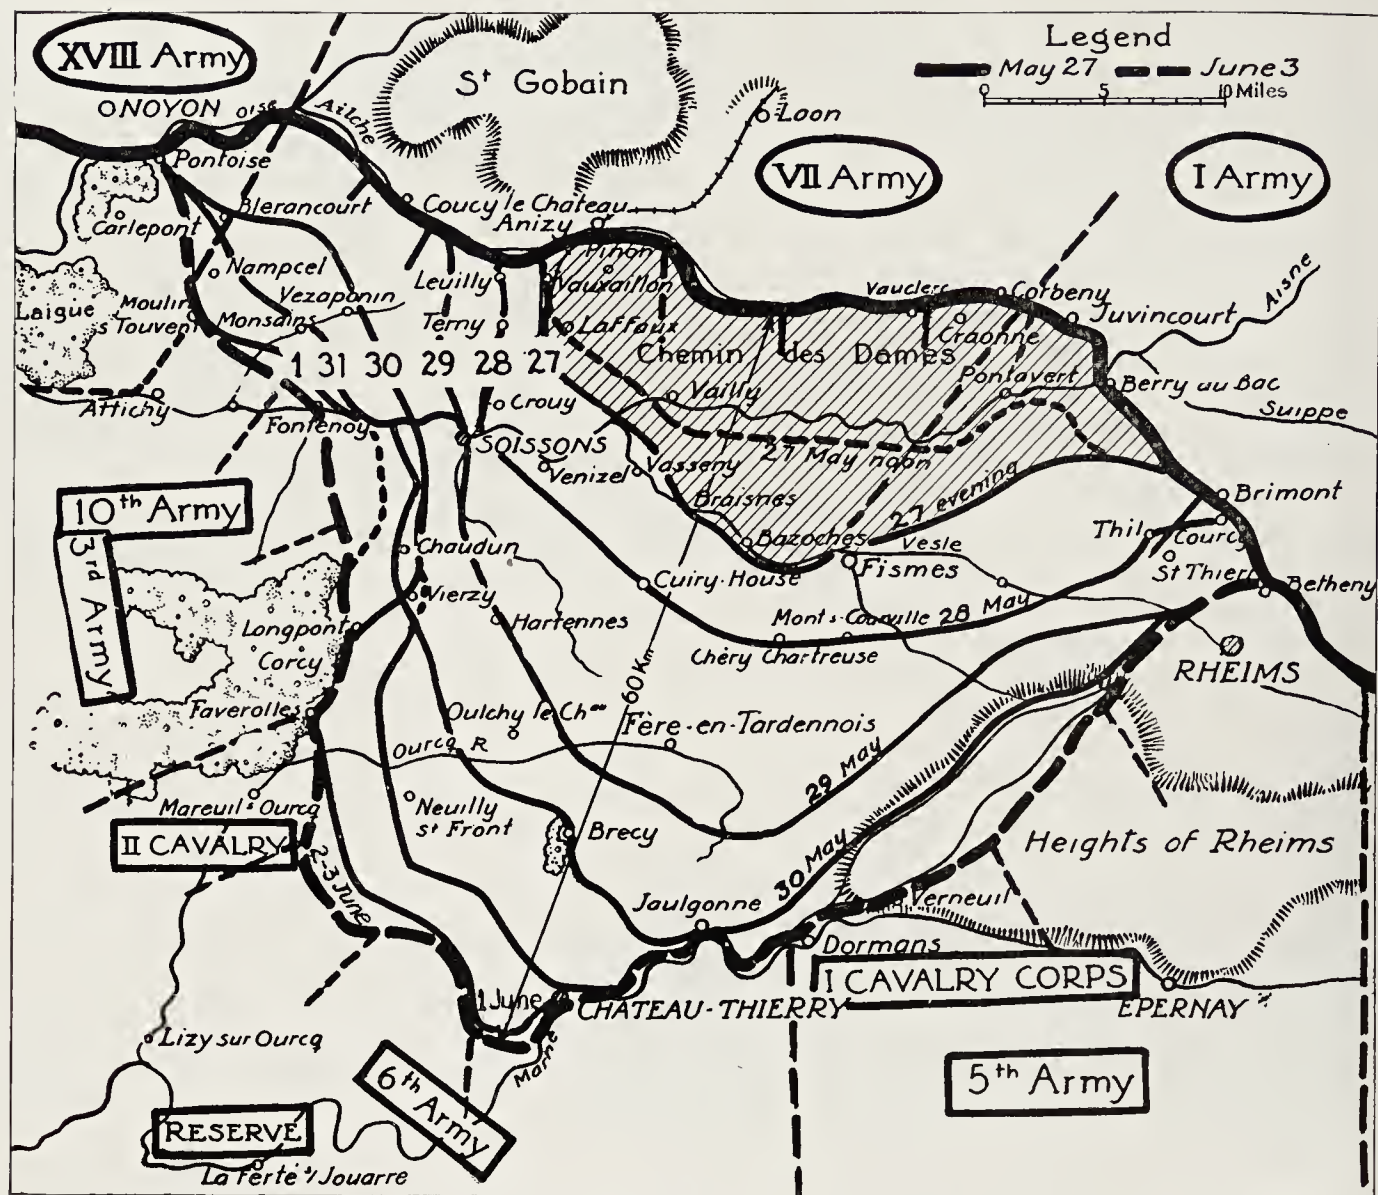 XVIII Army
Legend
May 27 June 3
0 5 10 Miles
St Gobain
NOYON
Oise
Ailche
Laon
VII Army
I Army
Pontoise
Carlepont
Blerancourt
Coucy le Chateau
Anizy
Pinon
Nampcel
Leuilly
Vauxaillon
Vauclerc
Corbeny
Aisne
Laigue
Moulin
s Touvent
Vezaponin
Monsains
Terny
Laffaux
Craonne
Juvincourt
Chemin des Dames
1 31 30 29 28 27
Pontavert
Berry au Bac
Suippe
Attichy
Fontenoy
Crouy
Vailly
SOISSONS
Venizel
Vasseny
27 May noon
10th Army
3rd Army
Braisnes
27 evening
Brimont
Bazoches
Vesle
Thil
Courcy
Chaudun
Fismes
St Thierr
Betheny
Vierzy
Cuiry-House
Longpont
Hartennes
Mont s-Courville 28 May
Chéry Chartreuse
Corcy
60 Km
RHEIMS
Faverolles
Oulchy le Chau
Fère-en-Tardennois
Ourcq R
29 May
Mareuil s Ourcq
Neuilly
st Front
Brecy
II CAVALRY
Heights of Rheims
2-3 June
30 May
Jaulgonne
Verneuil
Dormans
I CAVALRY CORPS
1 June
CHATEAU-THIERRY
EPERNAY
Lizy sur Ourcq
Marne
6th Army
5th Army
RESERVE
La Ferté s/Jouarre